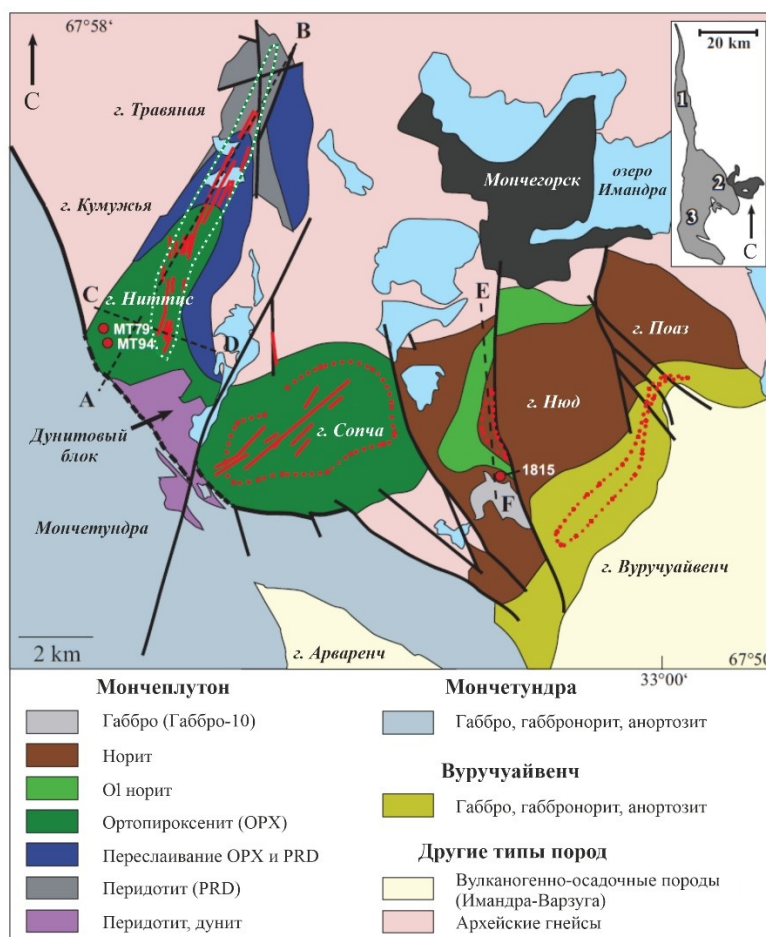 67°58'
B
20 km
C
г. Травяная
1
2
3
C
Мончегорск
озеро
Имандра
г. Кумужья
C
г. Ниттис
E
г. Поаз
MT79
MT94
D
A
г. Нюд
Дунитовый
блок
г. Сопча
1815
F
Мончетундра
г. Вуручуайвенч
2 km
г. Арваренч
67°50
33°00'
Мончеплутон
Габбро (Габбро-10)
Норит
Ol норит
Ортопироксенит (OPX)
Переслаивание OPX и PRD
Перидотит (PRD)
Перидотит, дунит
Мончетундра
Габбро, габбронорит, анортозит
Вуручуайвенч
Габбро, габбронорит, анортозит
Другие типы пород
Вулканогенно-осадочные породы
(Имандра-Варзуга)
Архейские гнейсы